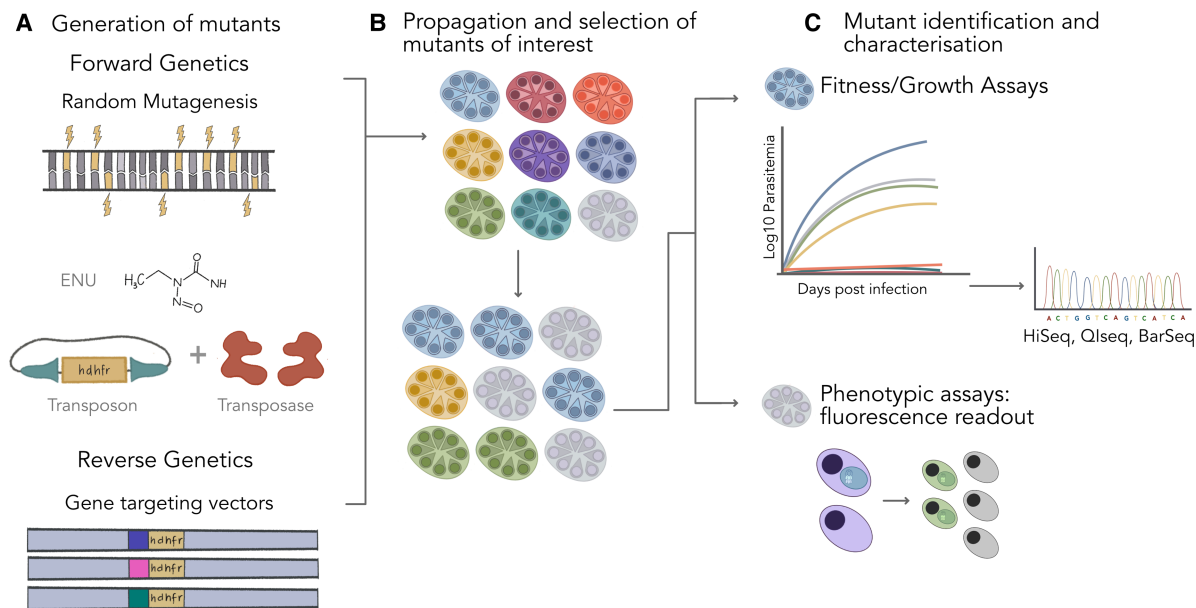 A Generation of mutants
Forward Genetics
Random Mutagenesis
ENU
H₃C
N
O
NH
N=O
hdhfr
+
Transposon
Transposase
Reverse Genetics
Gene targeting vectors
hdhfr
hdhfr
hdhfr
B Propagation and selection of
mutants of interest
C Mutant identification and
characterisation
Fitness/Growth Assays
Log10 Parasitemia
Days post infection
A C T G G T C A G T C A T C A
HiSeq, QIseq, BarSeq
Phenotypic assays:
fluorescence readout